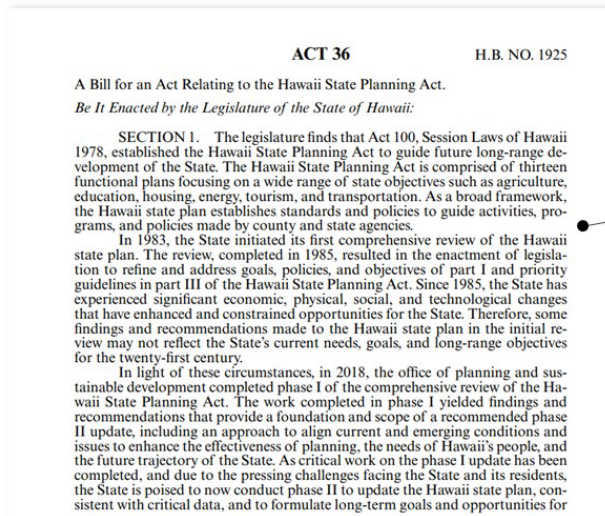 ACT 36 H.B. NO. 1925
A Bill for an Act Relating to the Hawaii State Planning Act.
Be It Enacted by the Legislature of the State of Hawaii:
SECTION 1. The legislature finds that Act 100, Session Laws of Hawaii
1978, established the Hawaii State Planning Act to guide future long-range de-
velopment of the State. The Hawaii State Planning Act is comprised of thirteen
functional plans focusing on a wide range of state objectives such as agriculture,
education, housing, energy, tourism, and transportation. As a broad framework,
the Hawaii state plan establishes standards and policies to guide activities, pro-
grams, and policies made by county and state agencies.
In 1983, the State initiated its first comprehensive review of the Hawaii
state plan. The review, completed in 1985, resulted in the enactment of legisla-
tion to refine and address goals, policies, and objectives of part I and priority
guidelines in part III of the Hawaii State Planning Act. Since 1985, the State has
experienced significant economic, physical, social, and technological changes
that have enhanced and constrained opportunities for the State. Therefore, some
findings and recommendations made to the Hawaii state plan in the initial re-
view may not reflect the State's current needs, goals, and long-range objectives
for the twenty-first century.
In light of these circumstances, in 2018, the office of planning and sus-
tainable development completed phase I of the comprehensive review of the Ha-
waii State Planning Act. The work completed in phase I yielded findings and
recommendations that provide a foundation and scope of a recommended phase
II update, including an approach to align current and emerging conditions and
issues to enhance the effectiveness of planning, the needs of Hawaii's people, and
the future trajectory of the State. As critical work on the phase I update has been
completed, and due to the pressing challenges facing the State and its residents,
the State is poised to now conduct phase II to update the Hawaii state plan, con-
sistent with critical data, and to formulate long-term goals and opportunities for